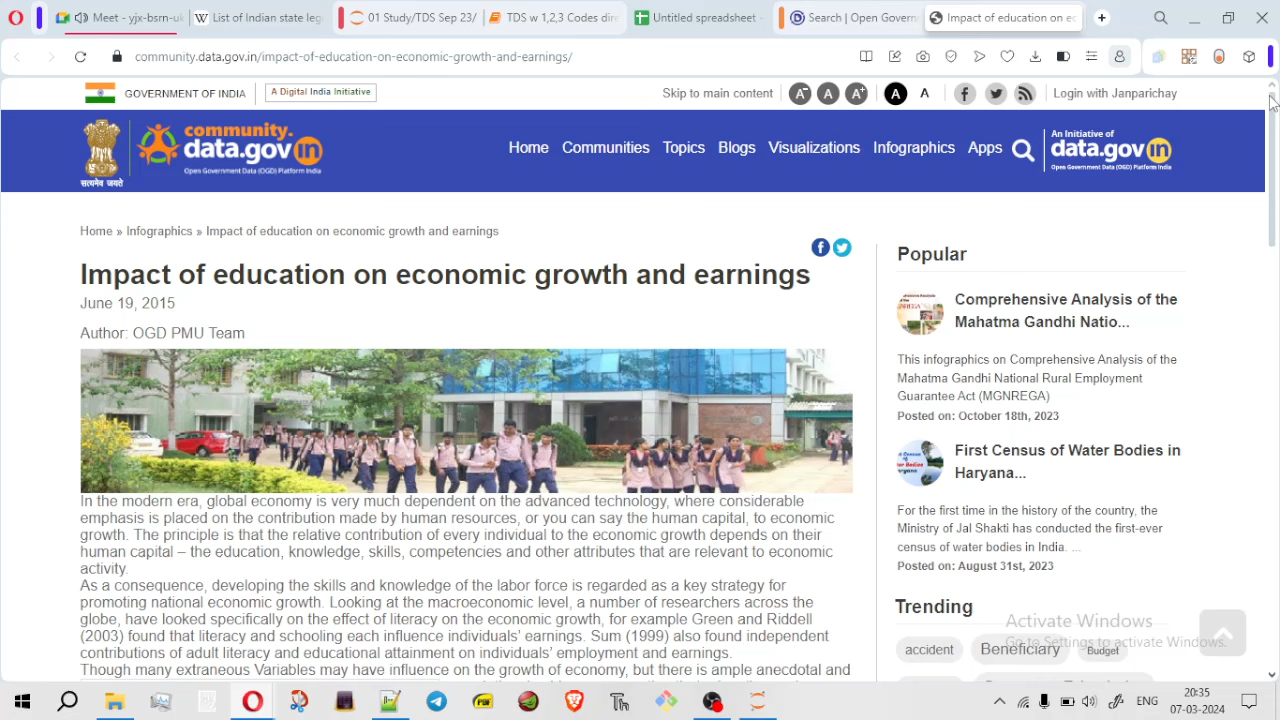 Meet - yjx-bsrn-uk
List of Indian state leg
01 Study/TDS Sep 23/
TDS w 1,2,3 Codes dire
Untitled spreadsheet -
Search | Open Govern
Impact of education on ec
community.data.gov.in/impact-of-education-on-economic-growth-and-earnings/
GOVERNMENT OF INDIA
A Digital India Initiative
Skip to main content
A- A A+
A A
Login with Janparichay
सत्यमेव जयते
community.
data.gov in
Open Government Data (OGD) Platform India
Home Communities Topics Blogs Visualizations Infographics Apps
An Initiative of
data.gov in
Open Government Data (OGD) Platform India
Home » Infographics » Impact of education on economic growth and earnings
Impact of education on economic growth and earnings
June 19, 2015
Author: OGD PMU Team
In the modern era, global economy is very much dependent on the advanced technology, where considerable
emphasis is placed on the contribution made by human resources, or you can say the human capital, to economic
growth. The principle is that the relative contribution of every individual to the economic growth depends on their
human capital – the education, knowledge, skills, competencies and other attributes that are relevant to economic
activity.
As a consequence, developing the skills and knowledge of the labor force is regarded as a key strategy for
promoting national economic growth. Looking at the macroeconomic level, a number of researchers across the
globe, have looked specifically on the effect of literacy on the economic growth, for example Green and Riddell
(2003) found that literacy and schooling each influence individuals' earnings. Sum (1999) also found independent
contributions of adult literacy and educational attainment on individuals' employment and earnings.
Though many extraneous Variables may have influence on the growth of economy, but there is ample anecdotal and
Popular
Comprehensive Analysis of the
Mahatma Gandhi Natio...
This infographics on Comprehensive Analysis of the
Mahatma Gandhi National Rural Employment
Guarantee Act (MGNREGA)
Posted on: October 18th, 2023
First Census of Water Bodies in
Haryana...
For the first time in the history of the country, the
Ministry of Jal Shakti has conducted the first-ever
census of water bodies in India. ...
Posted on: August 31st, 2023
Trending
accident Beneficiary Budget
Activate Windows
Go to Settings to activate Windows.
ENG
20:35
07-03-2024